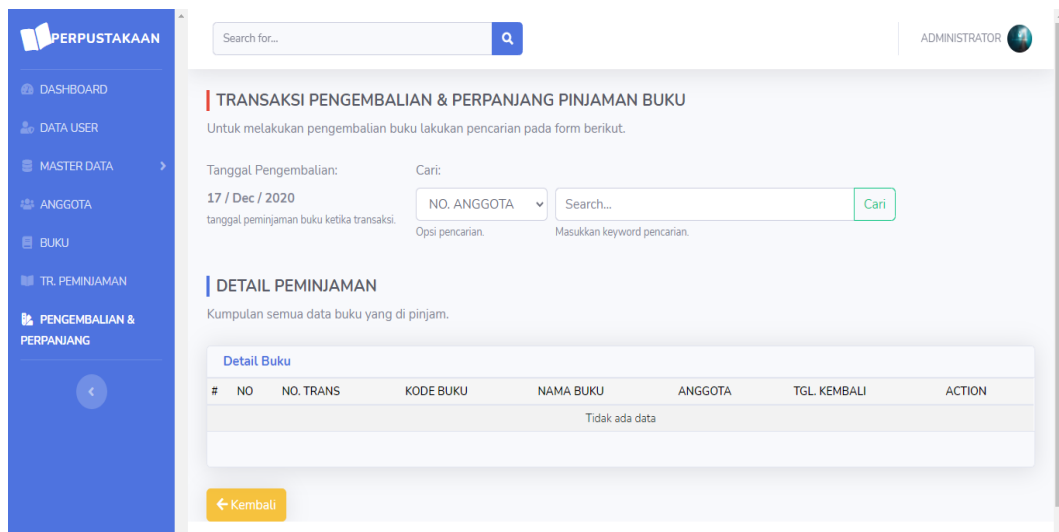 PERPUSTAKAAN
DASHBOARD
DATA USER
MASTER DATA
ANGGOTA
BUKU
TR. PEMINJAMAN
PENGEMBALIAN &
PERPANJANG
Search for...
ADMINISTRATOR
TRANSAKSI PENGEMBALIAN & PERPANJANG PINJAMAN BUKU
Untuk melakukan pengembalian buku lakukan pencarian pada form berikut.
Tanggal Pengembalian: Cari:
17 / Dec / 2020 NO. ANGGOTA Search... Cari
tanggal peminjaman buku ketika transaksi.
Opsi pencarian. Masukkan keyword pencarian.
DETAIL PEMINJAMAN
Kumpulan semua data buku yang di pinjam.
Detail Buku
# NO NO. TRANS KODE BUKU NAMA BUKU ANGGOTA TGL. KEMBALI ACTION
Tidak ada data
Kembali